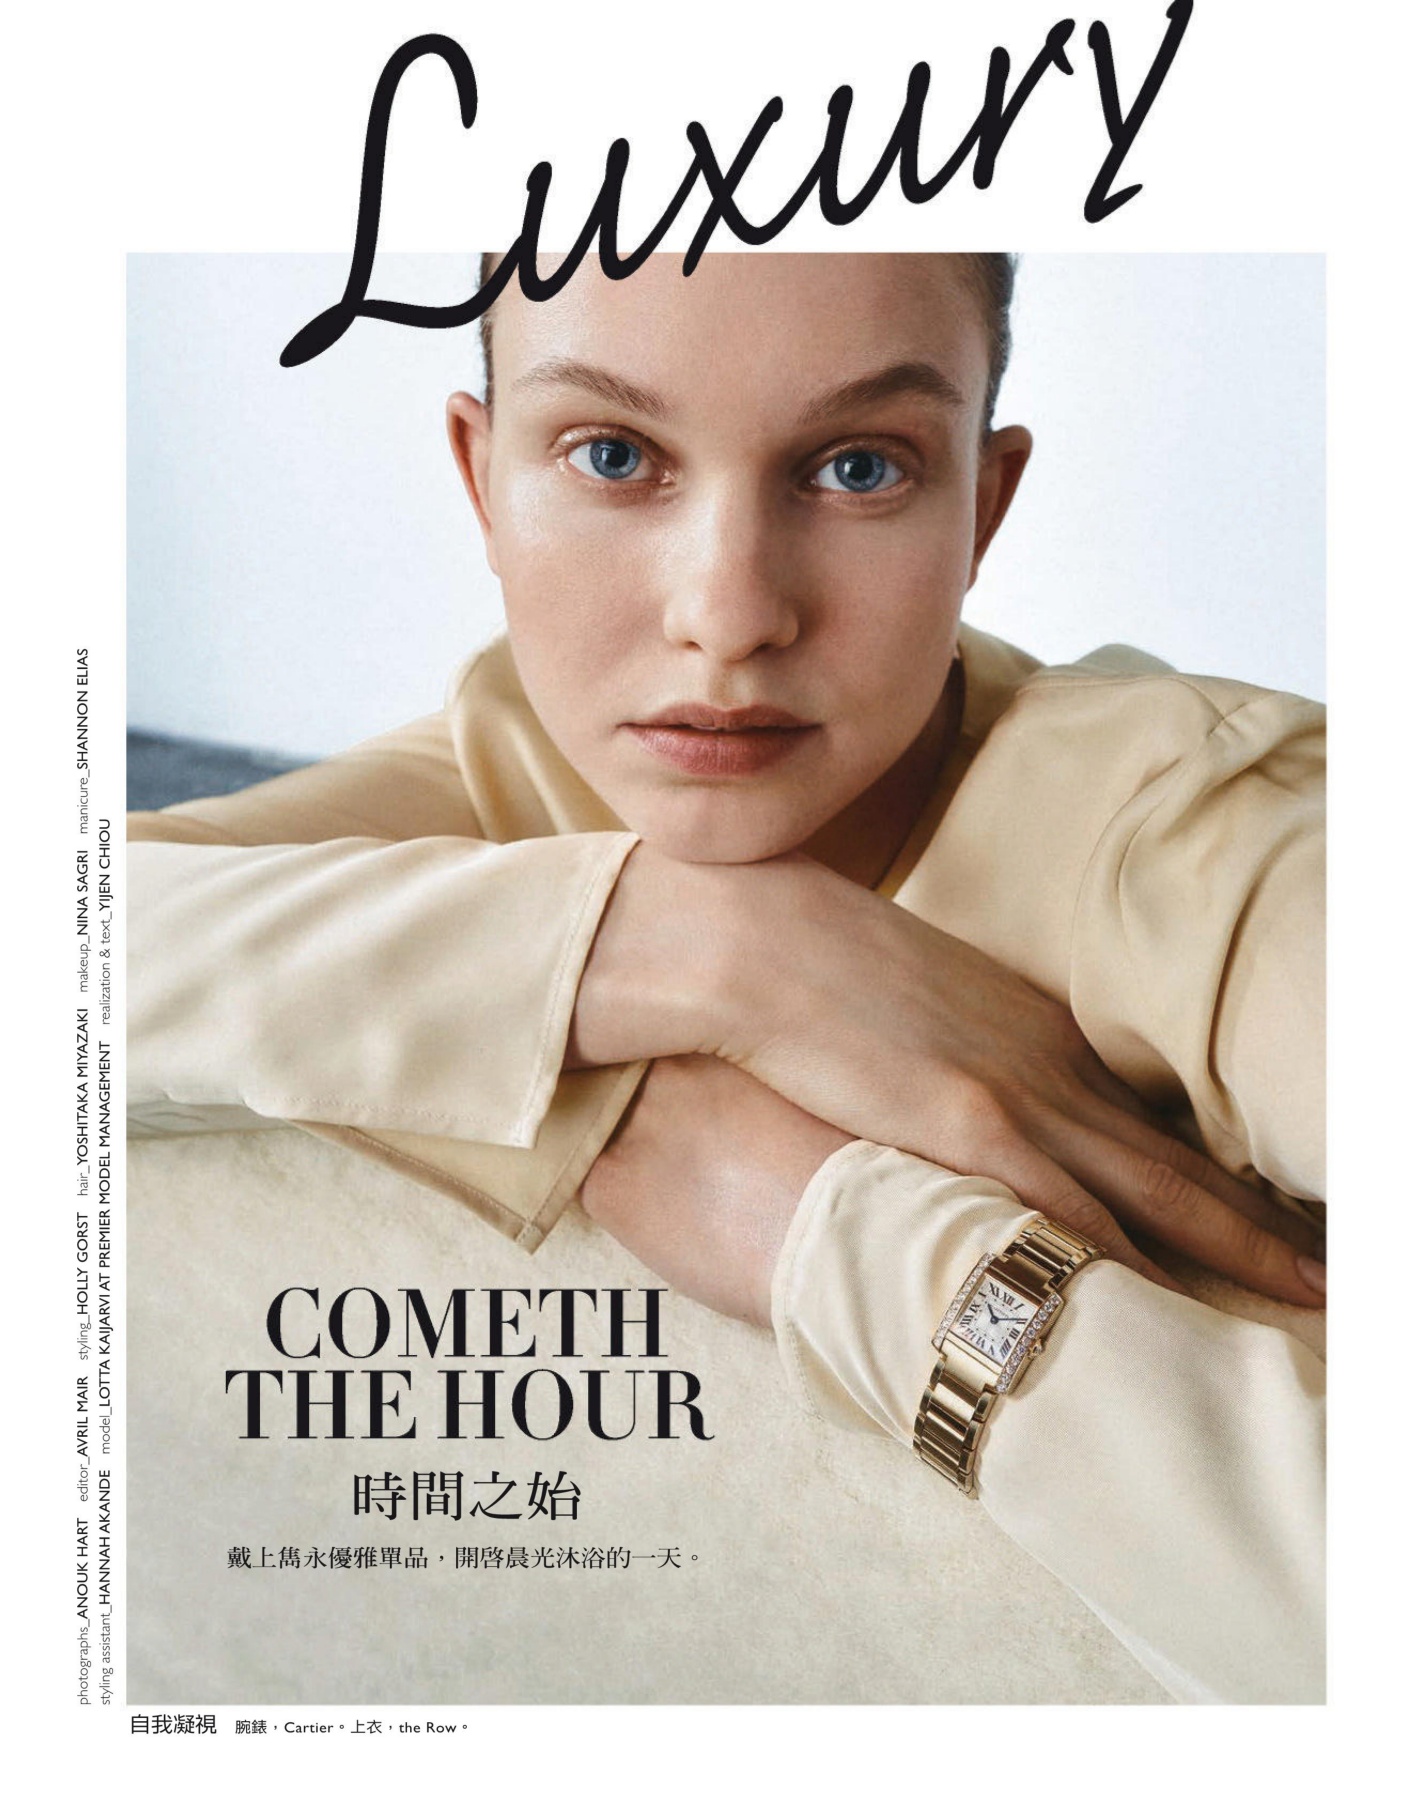 Luxury
COMETH
THE HOUR
時間之始
戴上雋永優雅單品，開啓晨光沐浴的一天。
photographs_ANOUK HART editor_AVRIL MAIR styling_HOLLY GORST hair_YOSHITAKA MIYAZAKI makeup_NINA SAGRI manicure_SHANNON ELIAS
styling assistant_HANNAH AKANDE model_LOTTA KAIJARVI AT PREMIER MODEL MANAGEMENT realization & text_YIJEN CHIOU
自我凝視 腕錶，Cartier。上衣，the Row。